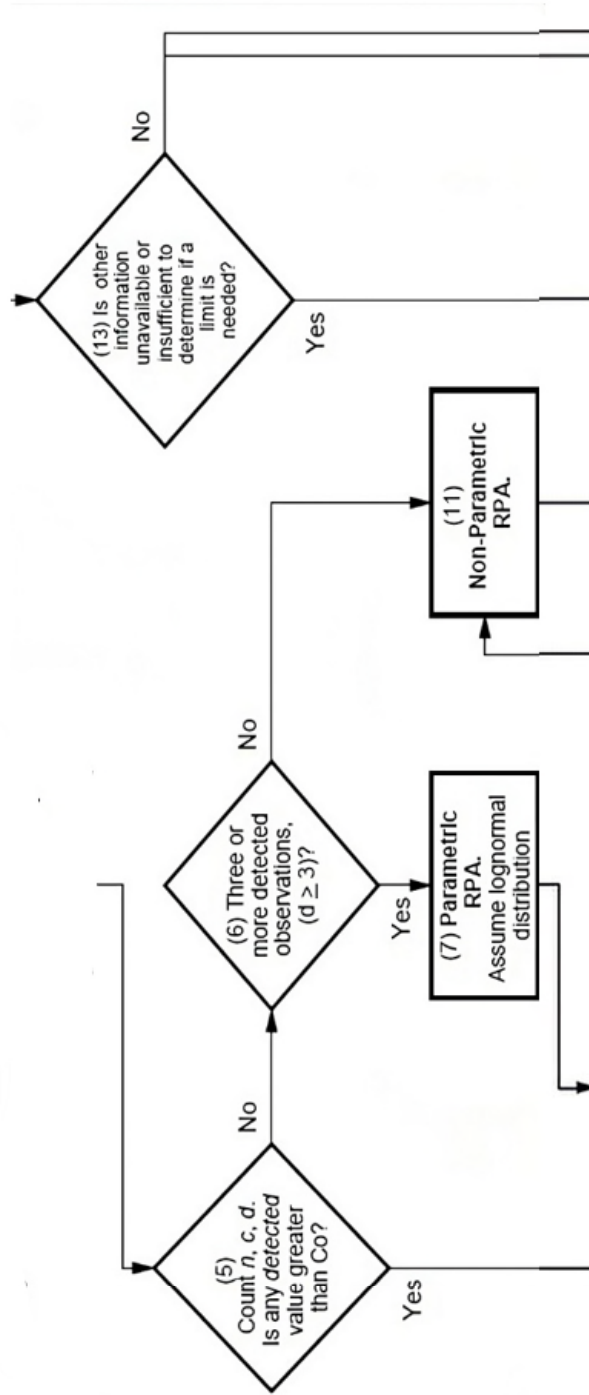 (5)
Count n, c, d.
Is any detected
value greater
than Co?
No
Yes
(6) Three or
more detected
observations,
(d ≥ 3)?
No
Yes
(7) Parametric
RPA.
Assume lognormal
distribution
(11)
Non-Parametric
RPA.
(13) Is other
information
unavailable or
insufficient to
determine if a
limit is
needed?
No
Yes